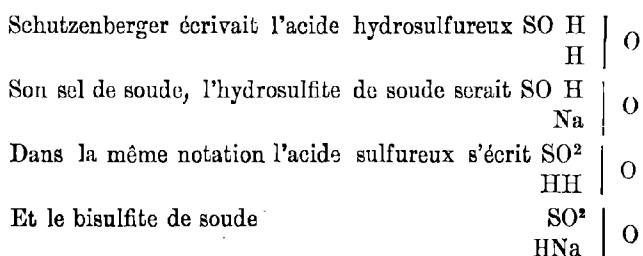 Schutzenberger écrivait l'acide hydrosulfureux SO H
H | O
Son sel de soude, l'hydrosulfite de soude serait SO H
Na | O
Dans la même notation l'acide sulfureux s'écrit SO²
HH | O
Et le bisulfite de soude SO²
HNa | O